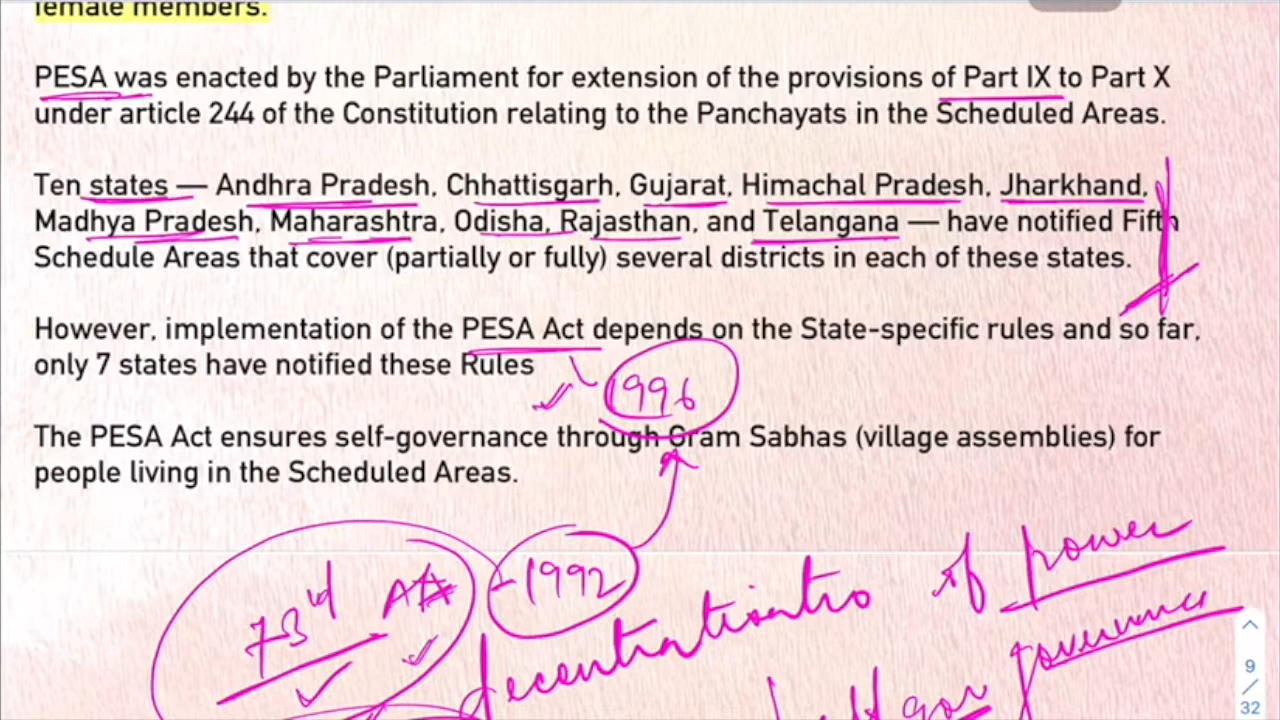 female members.
PESA was enacted by the Parliament for extension of the provisions of Part IX to Part X
under article 244 of the Constitution relating to the Panchayats in the Scheduled Areas.
Ten states — Andhra Pradesh, Chhattisgarh, Gujarat, Himachal Pradesh, Jharkhand,
Madhya Pradesh, Maharashtra, Odisha, Rajasthan, and Telangana — have notified Fifth
Schedule Areas that cover (partially or fully) several districts in each of these states.
However, implementation of the PESA Act depends on the State-specific rules and so far,
only 7 states have notified these Rules
1996
The PESA Act ensures self-governance through Gram Sabhas (village assemblies) for
people living in the Scheduled Areas.
73rd 1992
of power
governance
9
/
32